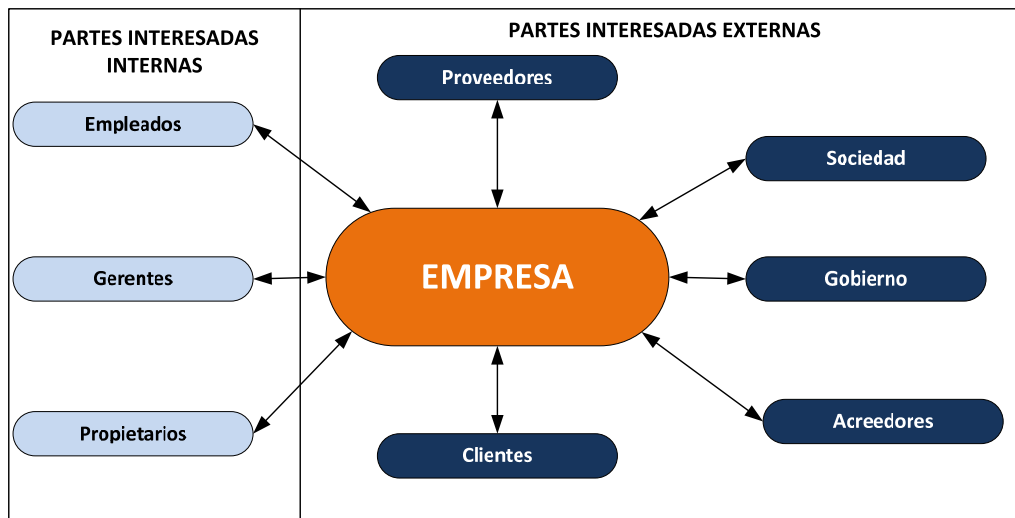 PARTES INTERESADAS
INTERNAS
Empleados
Gerentes
Propietarios
PARTES INTERESADAS EXTERNAS
Proveedores
Sociedad
EMPRESA
Gobierno
Acreedores
Clientes